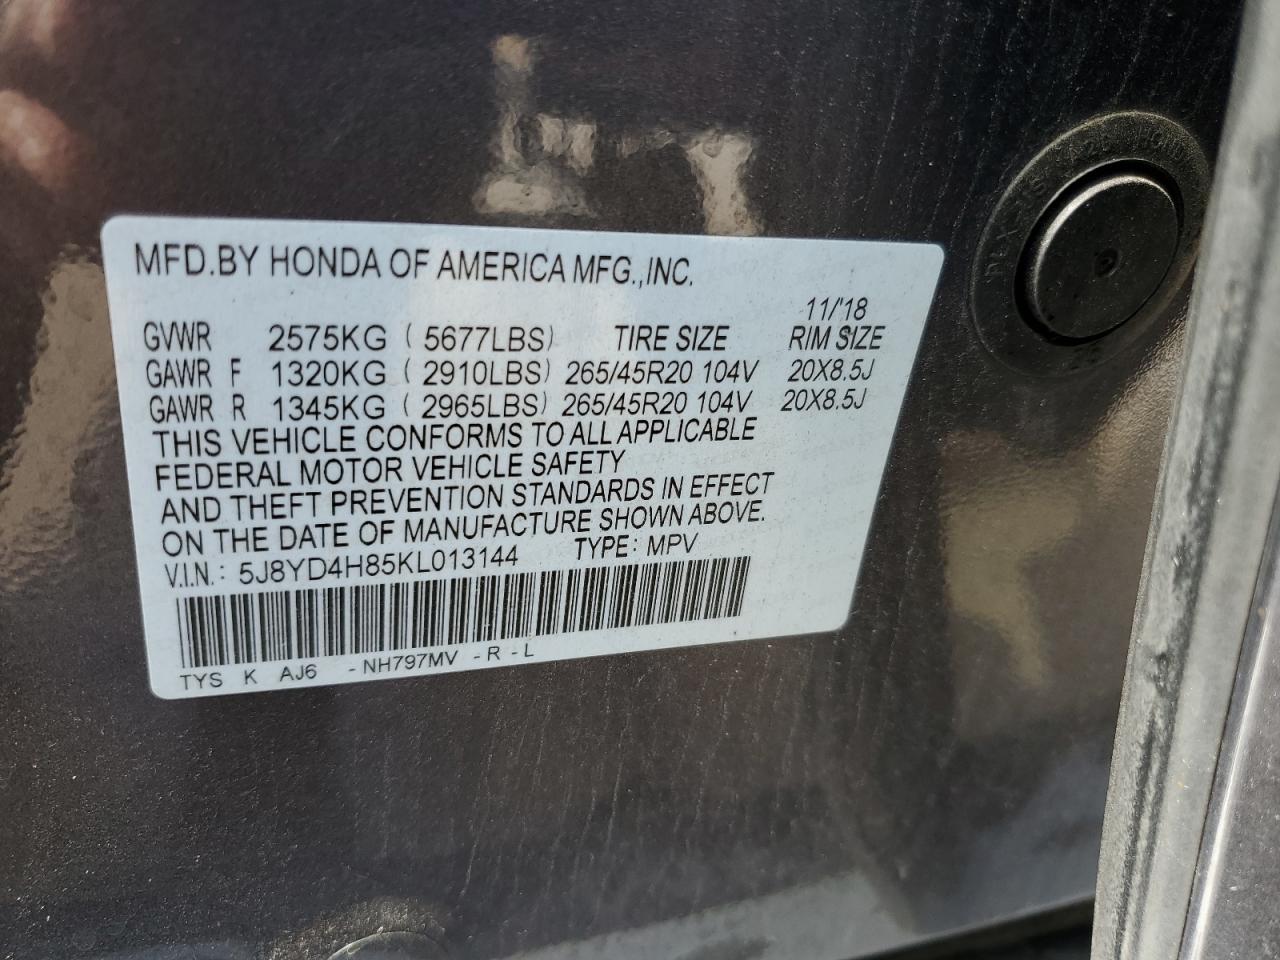 MFD.BY HONDA OF AMERICA MFG.,INC.
11/'18
GVWR 2575KG ( 5677LBS) TIRE SIZE RIM SIZE
GAWR F 1320KG ( 2910LBS) 265/45R20 104V 20X8.5J
GAWR R 1345KG ( 2965LBS) 265/45R20 104V 20X8.5J
THIS VEHICLE CONFORMS TO ALL APPLICABLE
FEDERAL MOTOR VEHICLE SAFETY
AND THEFT PREVENTION STANDARDS IN EFFECT
ON THE DATE OF MANUFACTURE SHOWN ABOVE.
V.I.N.: 5J8YD4H85KL013144 TYPE: MPV
TYS K AJ6 -NH797MV -R -L